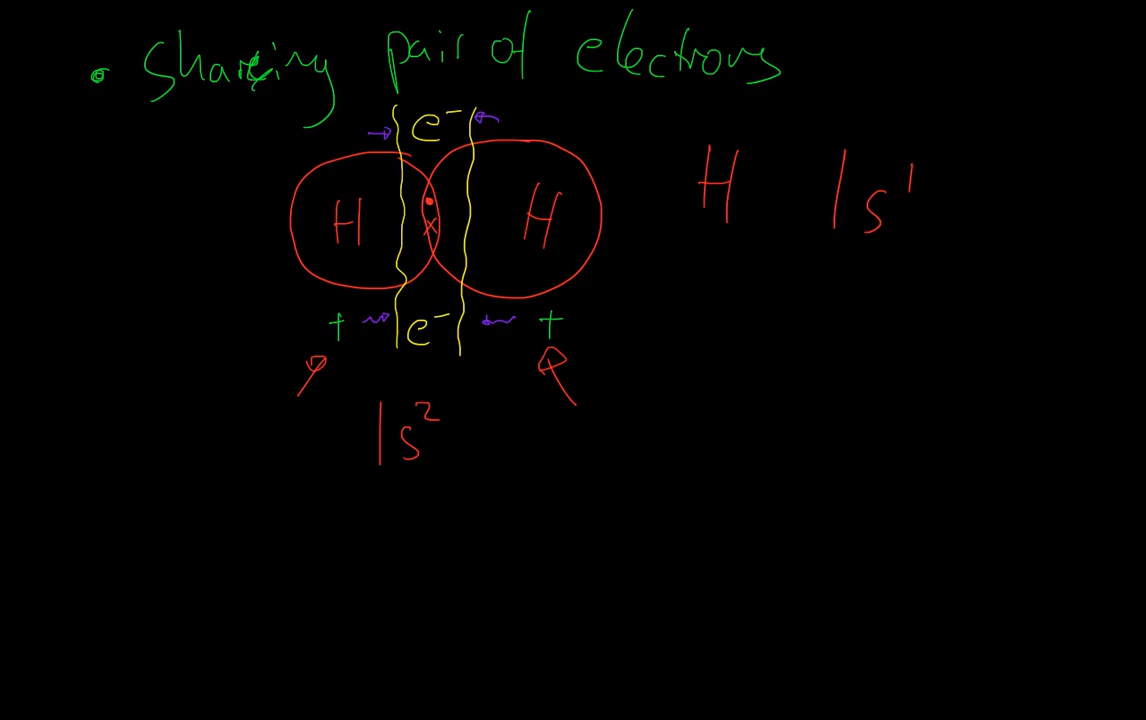 • Sharing pair of electrons
e⁻
H H H 1s¹
+ e⁻ +
1s²